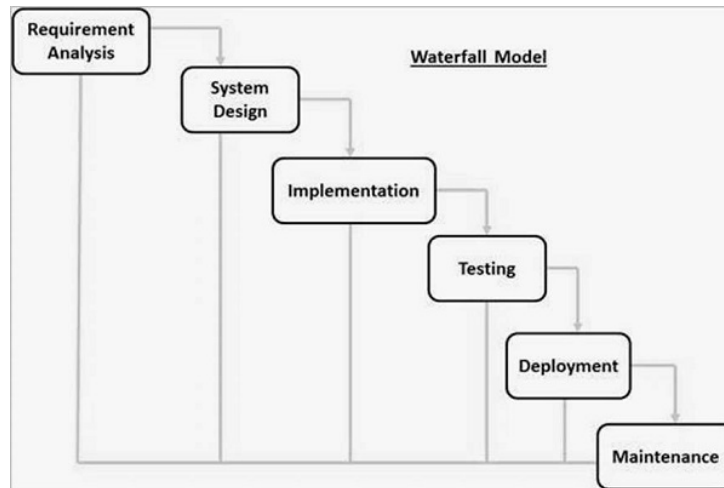 Requirement
Analysis
Waterfall Model
System
Design
Implementation
Testing
Deployment
Maintenance